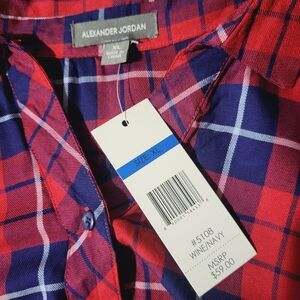 ALEXANDER JORDAN
XL
SIZE: XL
#5108
WINE/NAVY
MSRP
$59.00